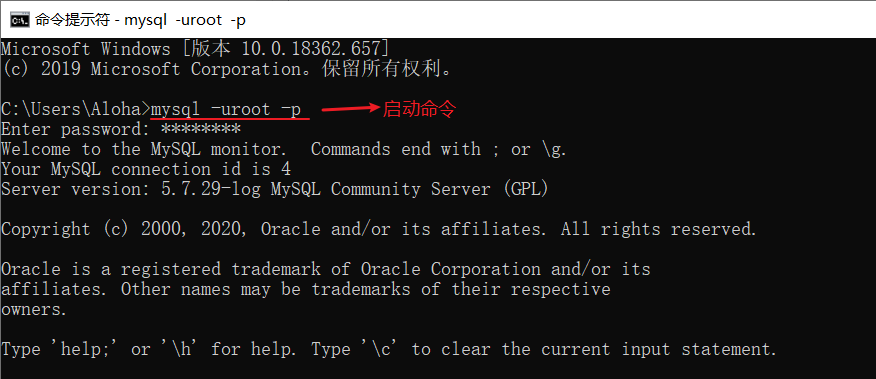 命令提示符 - mysql -uroot -p
Microsoft Windows [版本 10.0.18362.657]
(c) 2019 Microsoft Corporation。保留所有权利。
C:\Users\Aloha>mysql -uroot -p 启动命令
Enter password: ********
Welcome to the MySQL monitor.  Commands end with ; or \g.
Your MySQL connection id is 4
Server version: 5.7.29-log MySQL Community Server (GPL)
Copyright (c) 2000, 2020, Oracle and/or its affiliates. All rights reserved.
Oracle is a registered trademark of Oracle Corporation and/or its
affiliates. Other names may be trademarks of their respective
owners.
Type 'help;' or '\h' for help. Type '\c' to clear the current input statement.